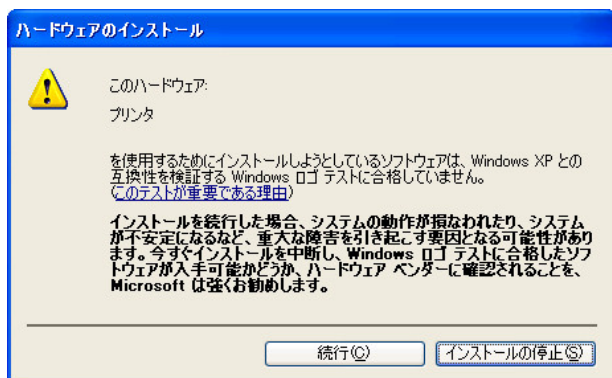 ハードウェアのインストール
このハードウェア:
プリンタ
を使用するためにインストールしようとしているソフトウェアは、Windows XP との
互換性を検証する Windows ロゴ テストに合格していません。
(このテストが重要である理由)
インストールを続行した場合、システムの動作が損なわれたり、システム
が不安定になるなど、重大な障害を引き起こす要因となる可能性があり
ます。今すぐインストールを中断し、Windows ロゴ テストに合格したソフ
トウェアが入手可能かどうか、ハードウェア ベンダーに確認されることを、
Microsoft は強くお勧めします。
続行(C) インストールの停止(S)